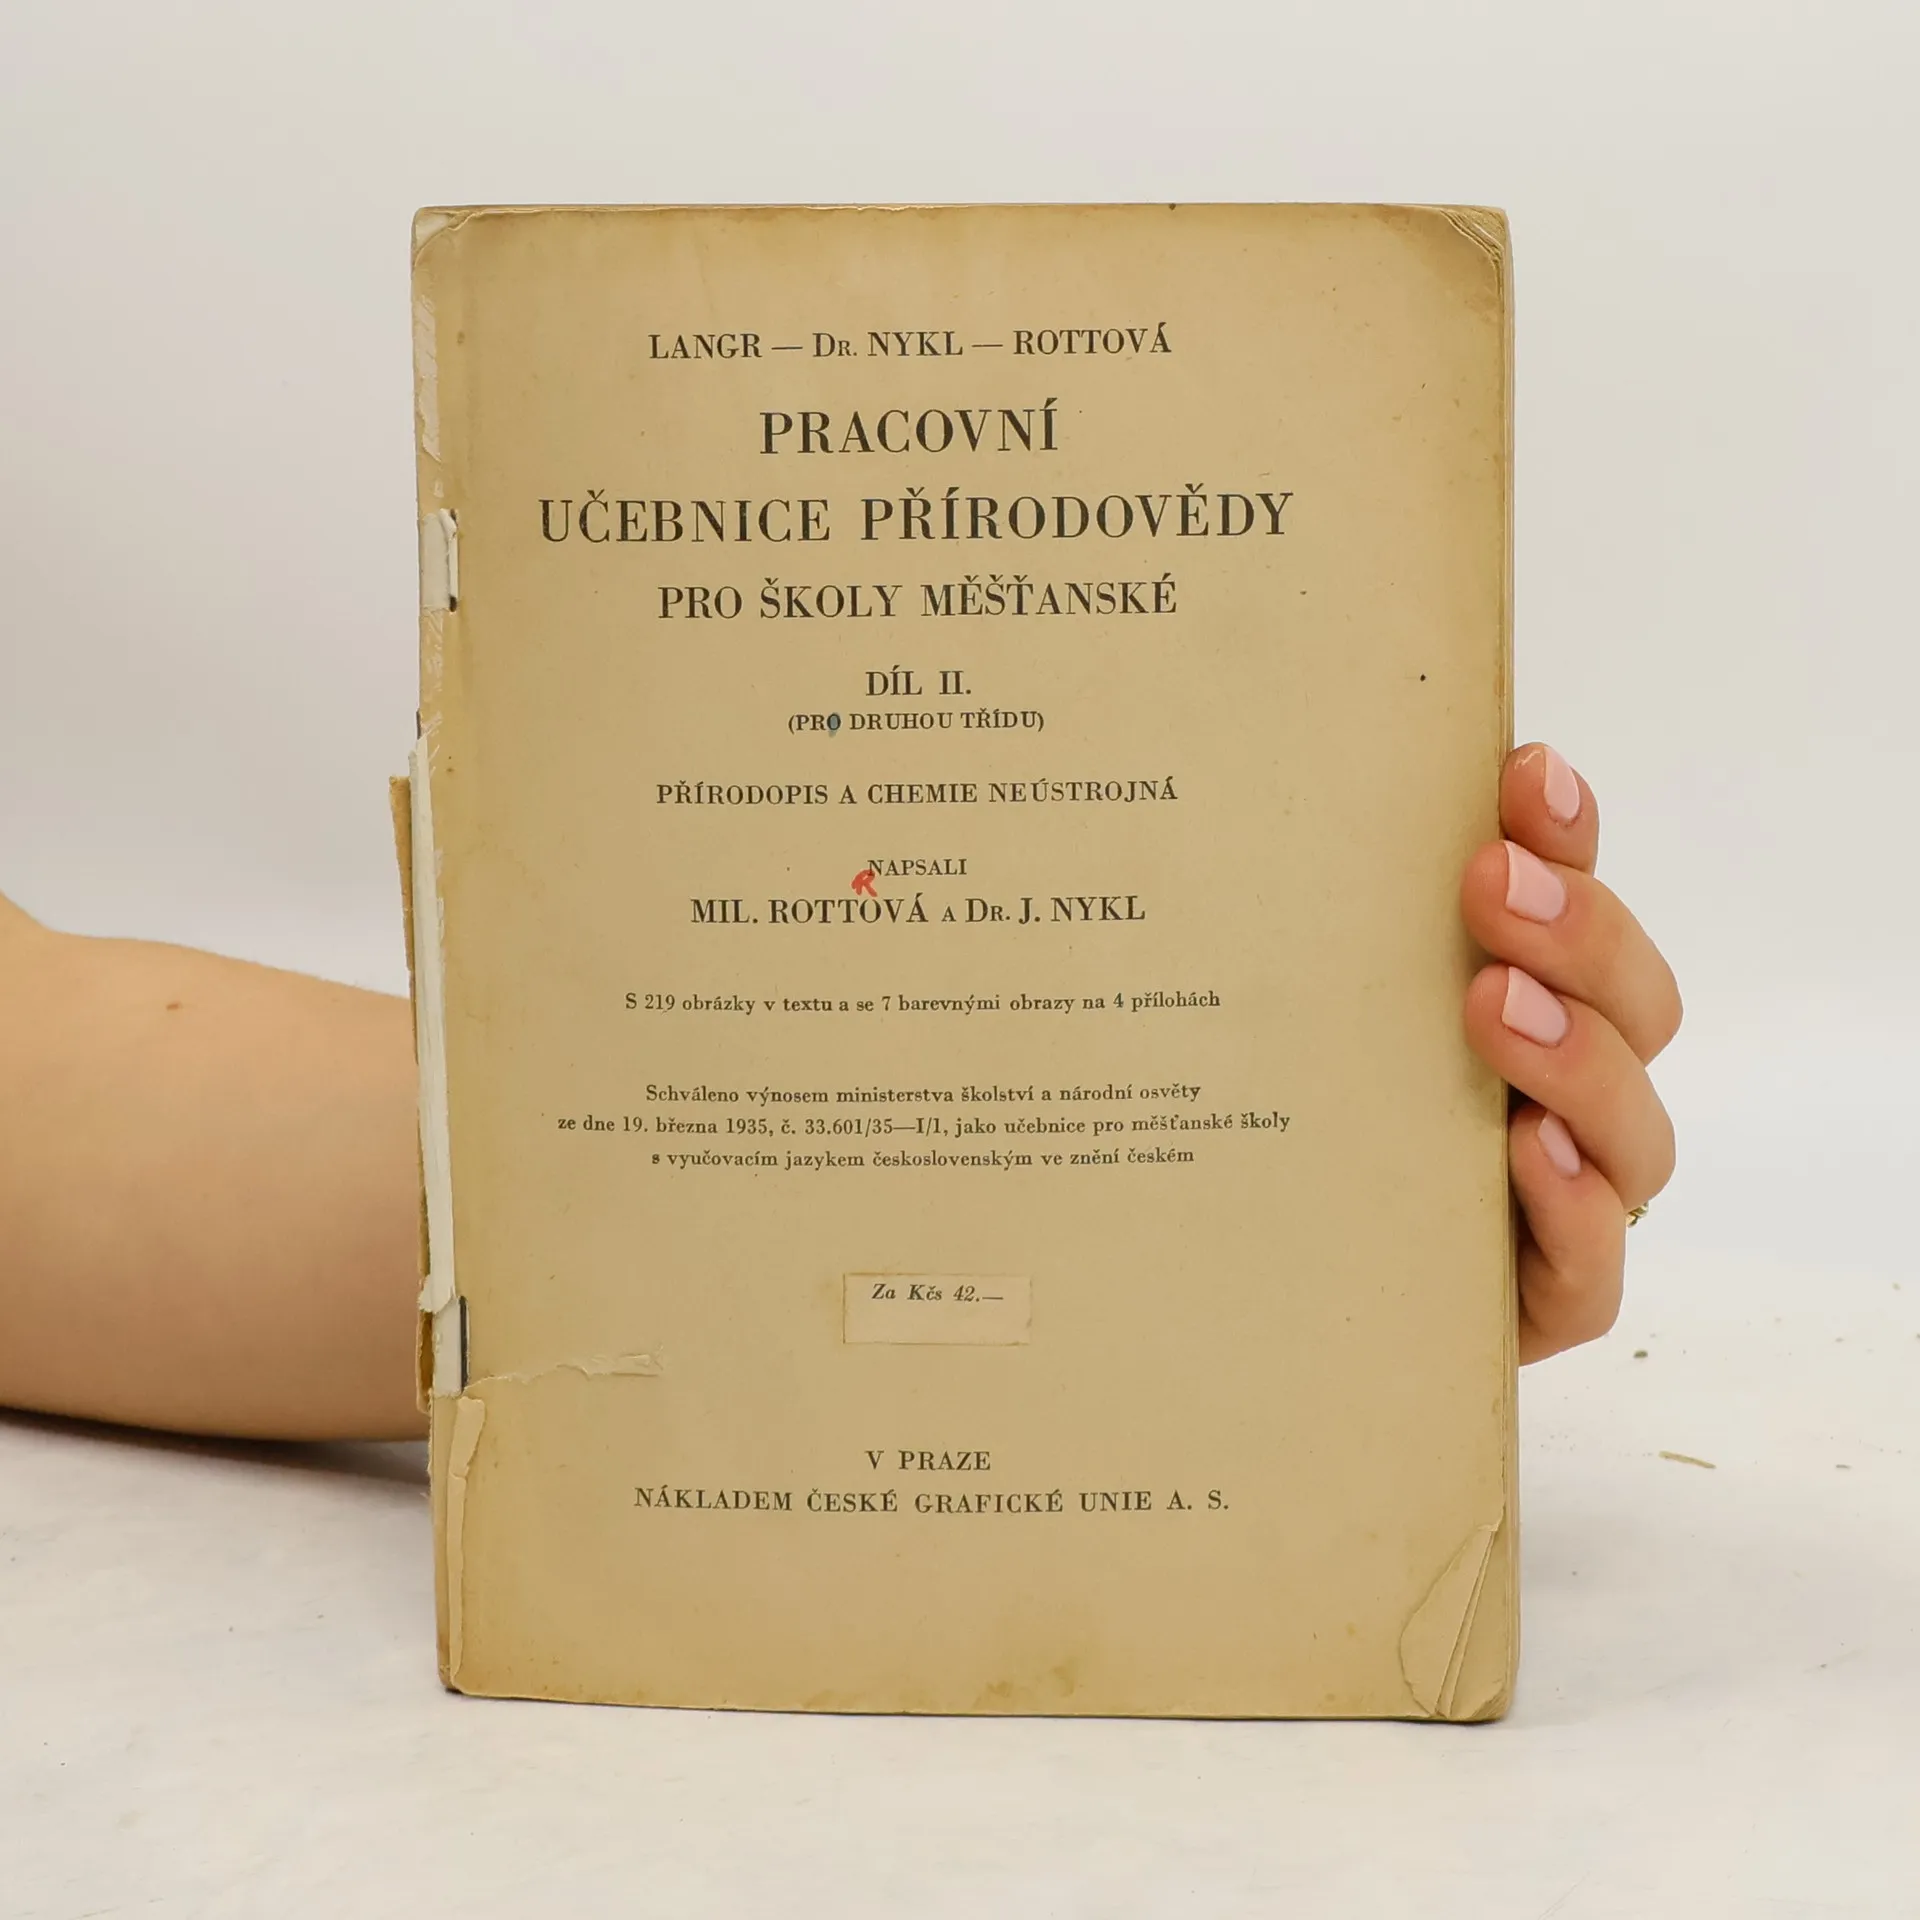 LANGR — DR. NYKL — ROTTOVÁ
PRACOVNÍ
UČEBNICE PŘÍRODOVĚDY
PRO ŠKOLY MĚŠŤANSKÉ
DÍL II.
(PRO DRUHOU TŘÍDU)
PŘÍRODOPIS A CHEMIE NEÚSTROJNÁ
NAPSALI
R
MIL. ROTTOVÁ A DR. J. NYKL
S 219 obrázky v textu a se 7 barevnými obrazy na 4 přílohách
Schváleno výnosem ministerstva školství a národní osvěty
ze dne 19. března 1935, č. 33.601/35—I/1, jako učebnice pro měšťanské školy
s vyučovacím jazykem československým ve znění českém
Za Kčs 42.—
V PRAZE
NÁKLADEM ČESKÉ GRAFICKÉ UNIE A. S.